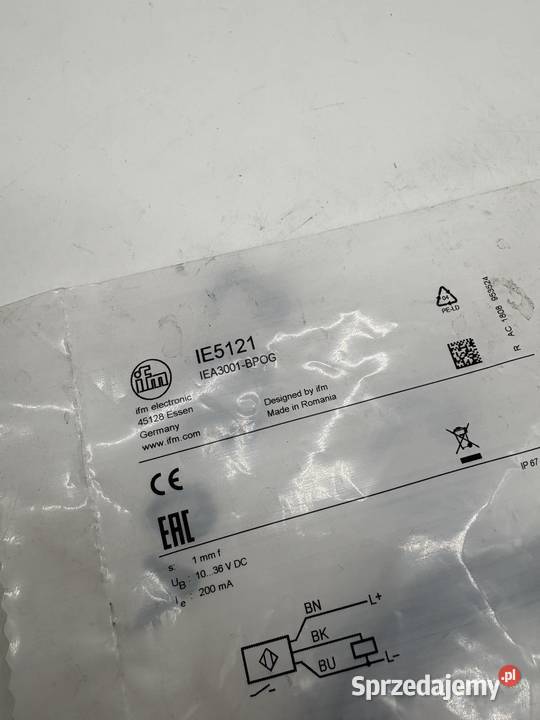 04
PE-LD
R AC 1808 953524
ifm
IE5121
IEA3001-BPOG
ifm electronic
45128 Essen
Germany
www.ifm.com
Designed by ifm
Made in Romania
CE
EAC
IP 67
s: 1 mm f
UB: 10...36 V DC
Ie: 200 mA
BN
L+
BK
BU
L-
Sprzedajemy.pl